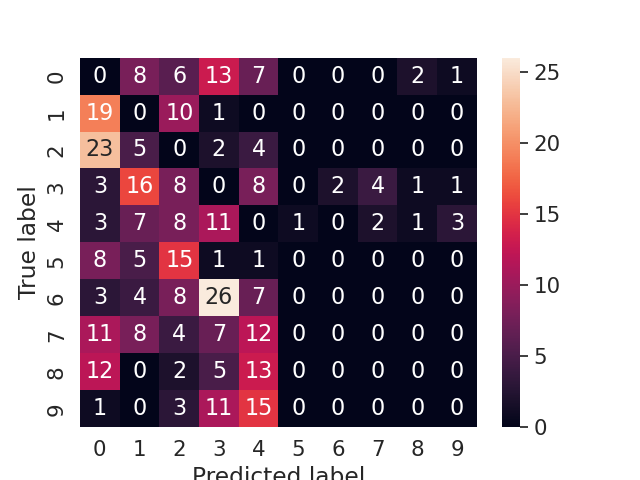 0 0 8 6 13 7 0 0 0 2 1
1 19 0 10 1 0 0 0 0 0 0
2 23 5 0 2 4 0 0 0 0 0
3 3 16 8 0 8 0 2 4 1 1
4 3 7 8 11 0 1 0 2 1 3
5 8 5 15 1 1 0 0 0 0 0
6 3 4 8 26 7 0 0 0 0 0
7 11 8 4 7 12 0 0 0 0 0
8 12 0 2 5 13 0 0 0 0 0
9 1 0 3 11 15 0 0 0 0 0
0 1 2 3 4 5 6 7 8 9
Predicted label
True label
25
20
15
10
5
0